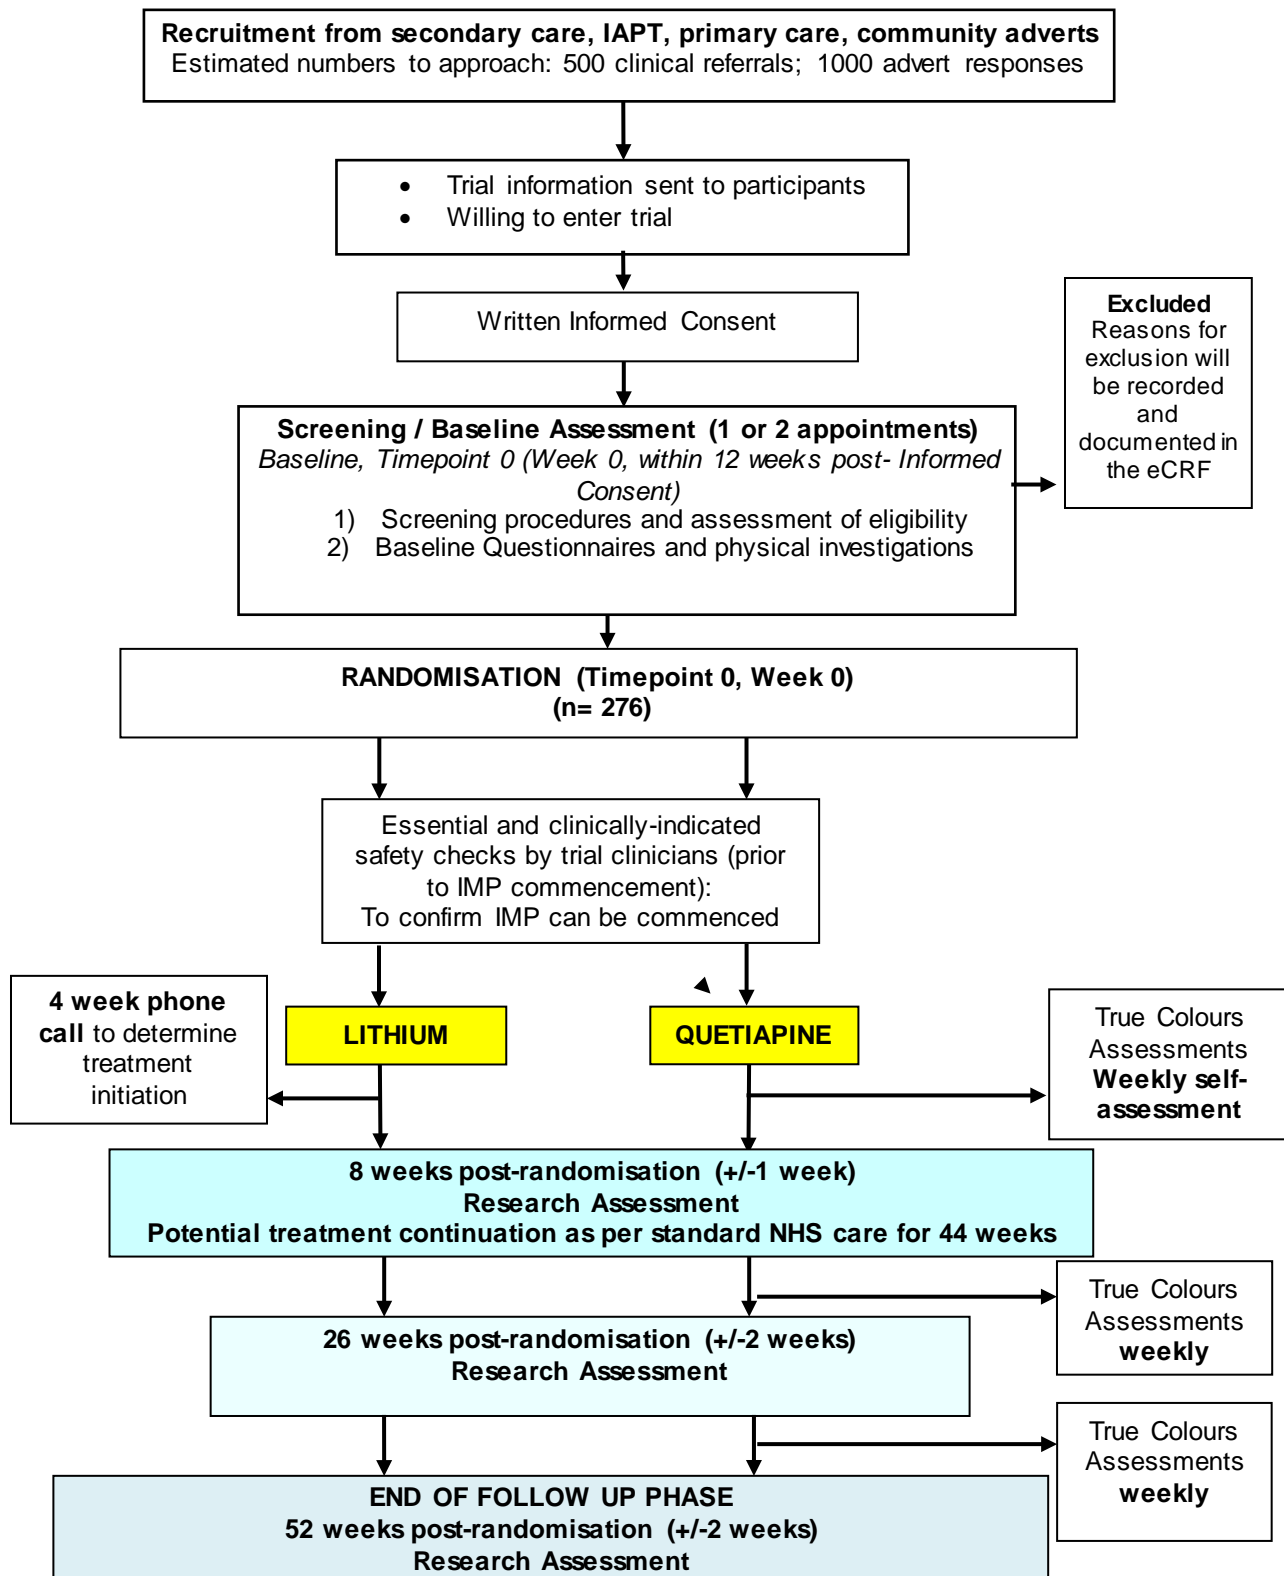 Recruitment from secondary care, IAPT, primary care, community adverts
Estimated numbers to approach: 500 clinical referrals; 1000 advert responses
• Trial information sent to participants
• Willing to enter trial
Written Informed Consent
Excluded
Reasons for
exclusion will
be recorded
and
documented in
the eCRF
Screening / Baseline Assessment (1 or 2 appointments)
Baseline, Timepoint 0 (Week 0, within 12 weeks post- Informed
Consent)
1) Screening procedures and assessment of eligibility
2) Baseline Questionnaires and physical investigations
RANDOMISATION (Timepoint 0, Week 0)
(n= 276)
Essential and clinically-indicated
safety checks by trial clinicians (prior
to IMP commencement):
To confirm IMP can be commenced
4 week phone
call to determine
treatment
initiation
LITHIUM
QUETIAPINE
True Colours
Assessments
Weekly self-
assessment
8 weeks post-randomisation (+/-1 week)
Research Assessment
Potential treatment continuation as per standard NHS care for 44 weeks
True Colours
Assessments
weekly
26 weeks post-randomisation (+/-2 weeks)
Research Assessment
True Colours
Assessments
weekly
END OF FOLLOW UP PHASE
52 weeks post-randomisation (+/-2 weeks)
Research Assessment